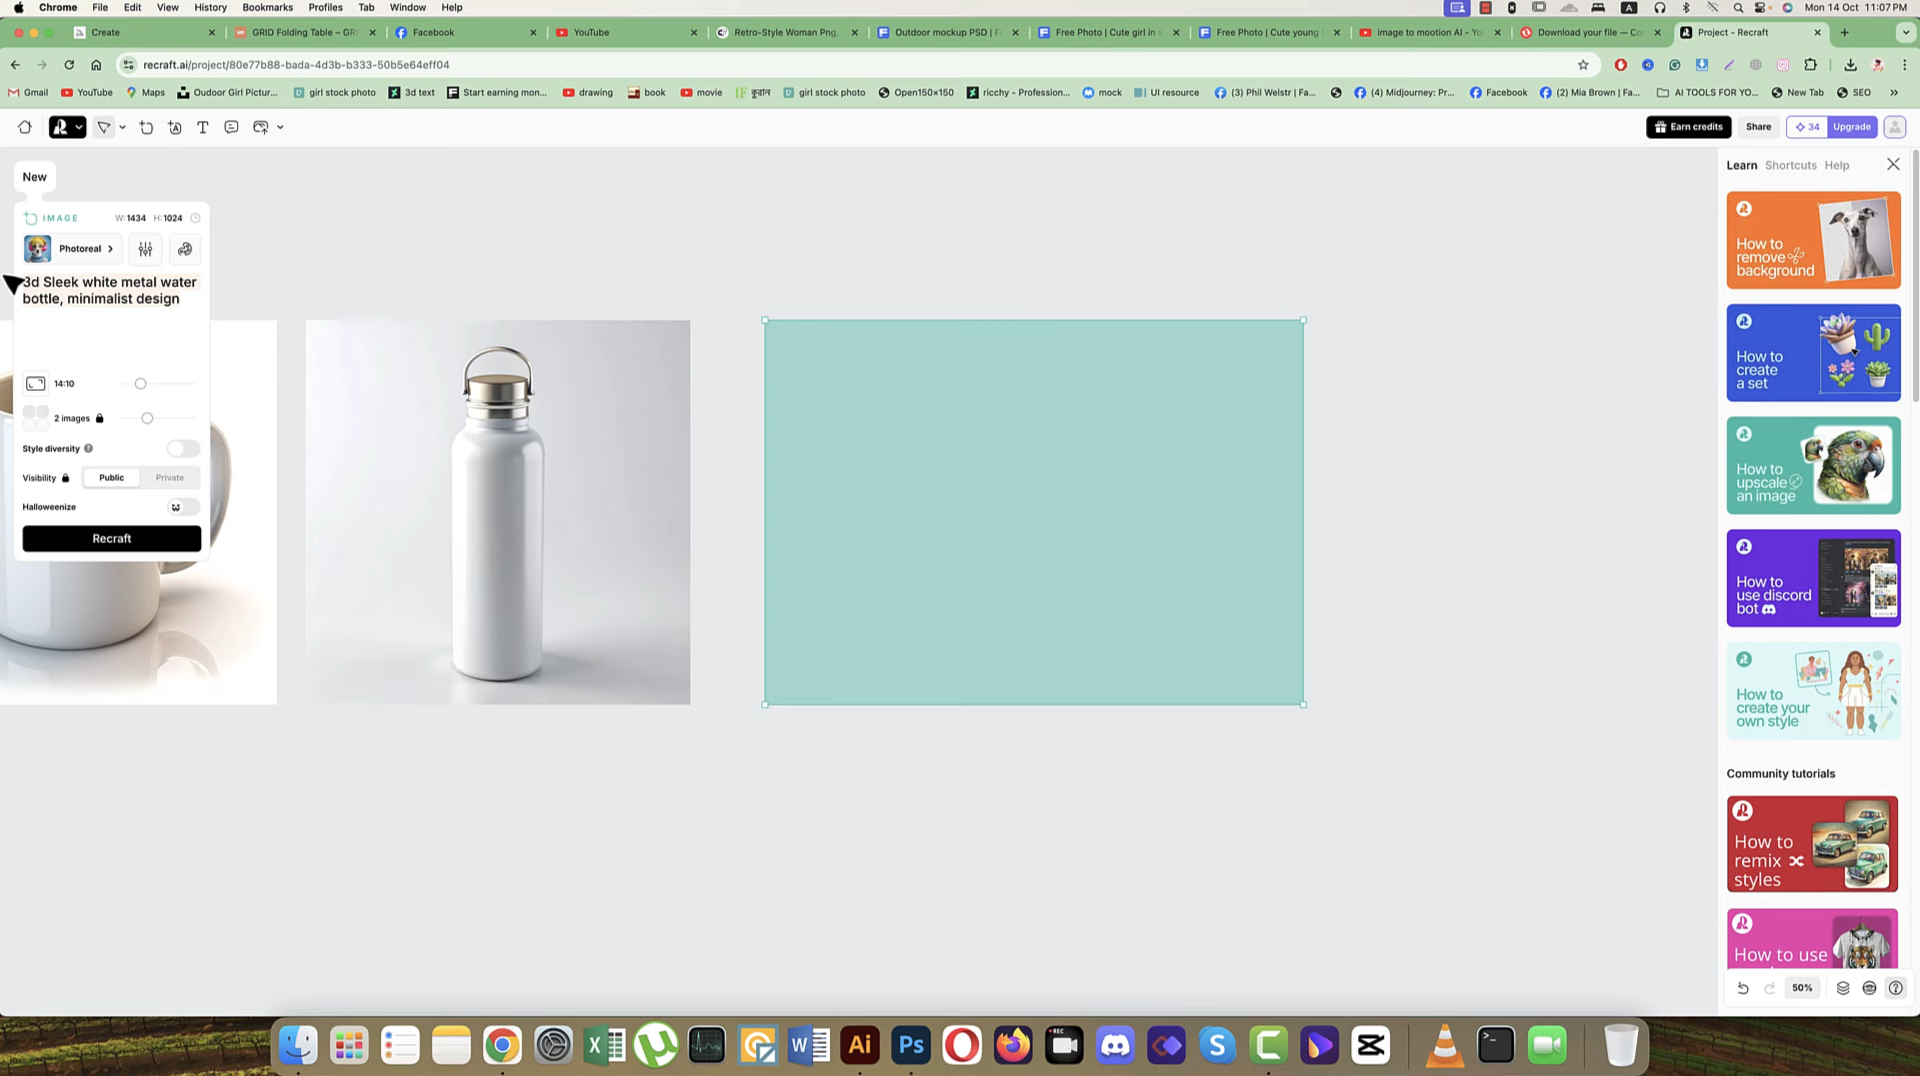 Chrome File Edit View History Bookmarks Profiles Tab Window Help
A Mon 14 Oct 11:07 PM
Create
GRID Folding Table – GRI
Facebook
YouTube
Retro-Style Woman Png,
Outdoor mockup PSD | F
Free Photo | Cute girl in s
Free Photo | Cute young
image to mootion AI - Yo
Download your file — Co
Project - Recraft
recraft.ai/project/80e77b88-bada-4d3b-b333-50b5e64eff04
Gmail
YouTube
Maps
Oudoor Girl Pictur...
girl stock photo
3d text
Start earning mon...
drawing
book
movie
কুরান
girl stock photo
Open150×150
ricchy - Profession...
mock
UI resource
(3) Phil Welstr | Fa...
(4) Midjourney: Pr...
Facebook
(2) Mia Brown | Fa...
AI TOOLS FOR YO...
New Tab
SEO
Earn credits
Share
34
Upgrade
New
IMAGE W: 1434 H: 1024
Photoreal
3d Sleek white metal water
bottle, minimalist design
14:10
2 images
Style diversity
Visibility Public Private
Halloweenize
Recraft
Learn Shortcuts Help
How to
remove
background
How to
create
a set
How to
upscale
an image
How to
use discord
bot
How to
create your
own style
Community tutorials
How to
remix
styles
How to use
50%
X W REC Ai Ps S